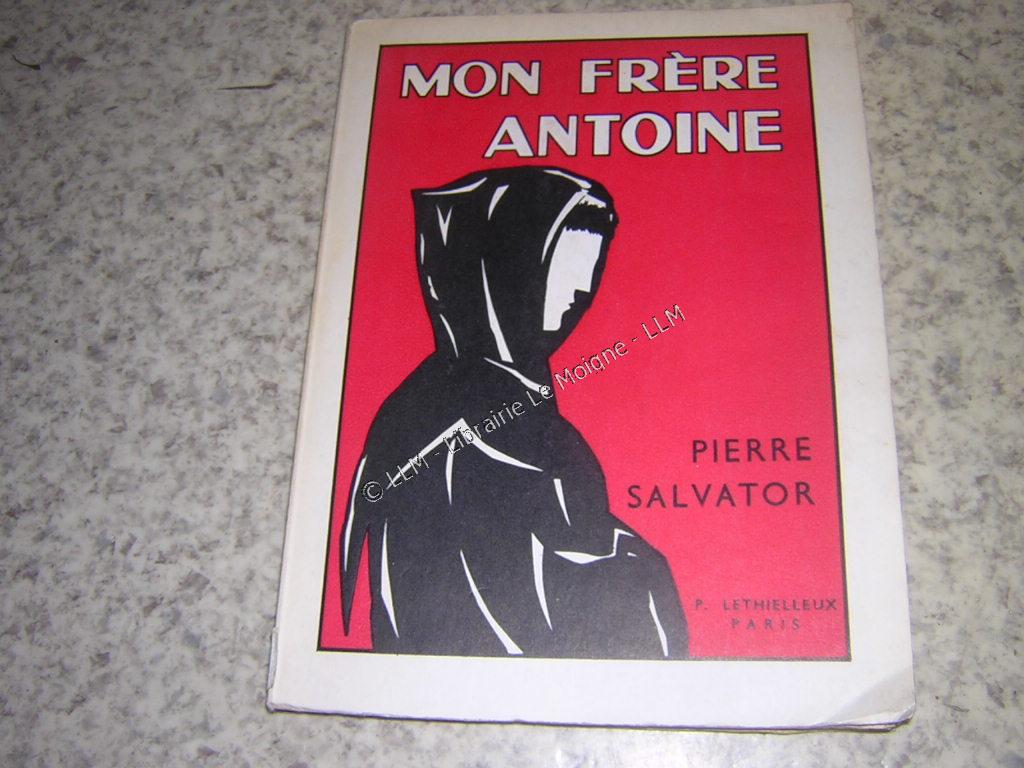 MON FRÈRE
ANTOINE
© LLM - Librairie Le Moigne - LLM
PIERRE
SALVATOR
P. LETHIELLEUX
PARIS